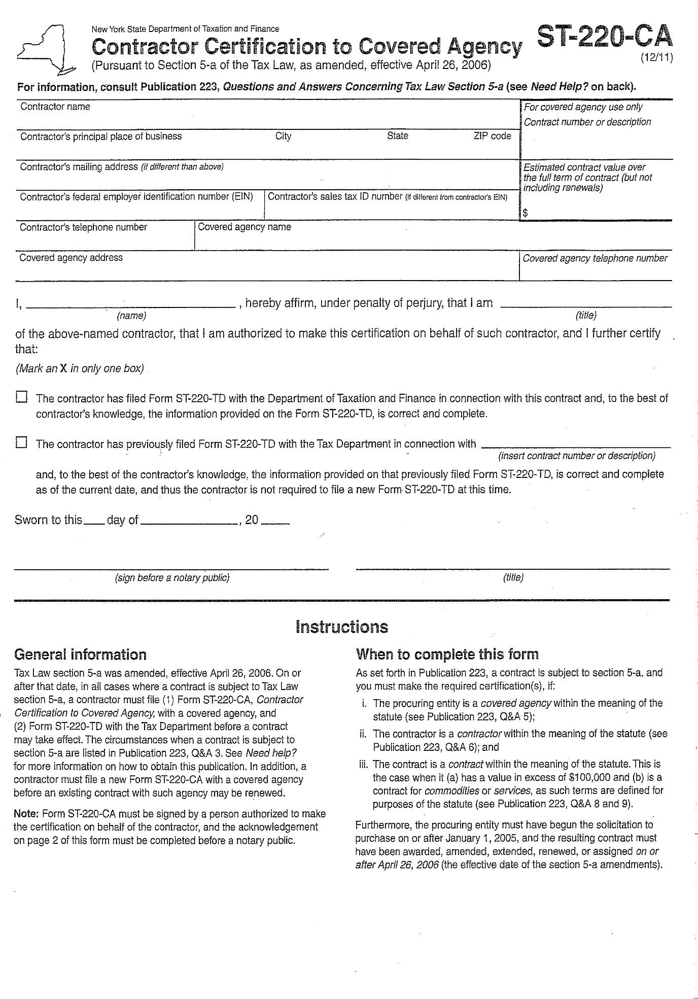 New York State Department of Taxation and Finance
Contractor Certification to Covered Agency
(Pursuant to Section 5-a of the Tax Law, as amended, effective April 26, 2006)
ST-220-CA
(12/11)
For information, consult Publication 223, Questions and Answers Concerning Tax Law Section 5-a (see Need Help? on back).
Contractor name
For covered agency use only
Contract number or description
Contractor's principal place of business City State ZIP code
Contractor's mailing address (if different than above)
Estimated contract value over
the full term of contract (but not
including renewals)
$
Contractor's federal employer identification number (EIN)
Contractor's sales tax ID number (if different from contractor's EIN)
Contractor's telephone number
Covered agency name
Covered agency address
Covered agency telephone number
I, ______ , hereby affirm, under penalty of perjury, that I am ______
(name) (title)
of the above-named contractor, that I am authorized to make this certification on behalf of such contractor, and I further certify
that:
(Mark an X in only one box)
The contractor has filed Form ST-220-TD with the Department of Taxation and Finance in connection with this contract and, to the best of
contractor's knowledge, the information provided on the Form ST-220-TD, is correct and complete.
The contractor has previously filed Form ST-220-TD with the Tax Department in connection with ______
(insert contract number or description)
and, to the best of the contractor's knowledge, the information provided on that previously filed Form ST-220-TD, is correct and complete
as of the current date, and thus the contractor is not required to file a new Form ST-220-TD at this time.
Sworn to this ___ day of ______ , 20 ___
(sign before a notary public) (title)
Instructions
General information
Tax Law section 5-a was amended, effective April 26, 2006. On or
after that date, in all cases where a contract is subject to Tax Law
section 5-a, a contractor must file (1) Form ST-220-CA, Contractor
Certification to Covered Agency, with a covered agency, and
(2) Form ST-220-TD with the Tax Department before a contract
may take effect. The circumstances when a contract is subject to
section 5-a are listed in Publication 223, Q&A 3. See Need help?
for more information on how to obtain this publication. In addition, a
contractor must file a new Form ST-220-CA with a covered agency
before an existing contract with such agency may be renewed.
Note: Form ST-220-CA must be signed by a person authorized to make
the certification on behalf of the contractor, and the acknowledgement
on page 2 of this form must be completed before a notary public.
When to complete this form
As set forth in Publication 223, a contract is subject to section 5-a, and
you must make the required certification(s), if:
i. The procuring entity is a covered agency within the meaning of the
statute (see Publication 223, Q&A 5);
ii. The contractor is a contractor within the meaning of the statute (see
Publication 223, Q&A 6); and
iii. The contract is a contract within the meaning of the statute. This is
the case when it (a) has a value in excess of $100,000 and (b) is a
contract for commodities or services, as such terms are defined for
purposes of the statute (see Publication 223, Q&A 8 and 9).
Furthermore, the procuring entity must have begun the solicitation to
purchase on or after January 1, 2005, and the resulting contract must
have been awarded, amended, extended, renewed, or assigned on or
after April 26, 2006 (the effective date of the section 5-a amendments).